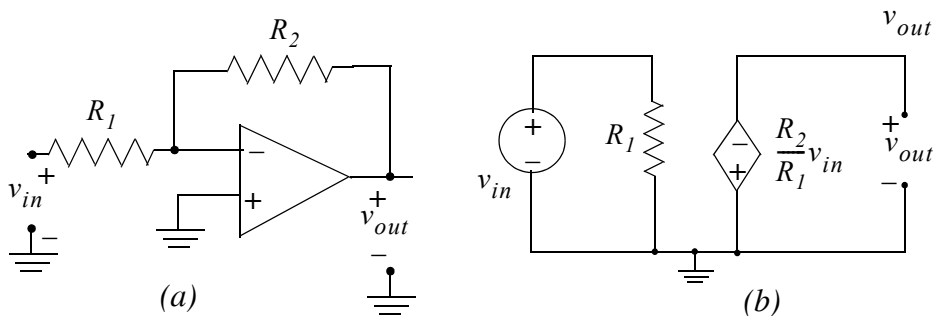 R2
R1
−
+
+
vin
−
+
vout
−
(a)
vout
+
−
vin
R1
−
+
R2
R1
vin
+
vout
−
(b)